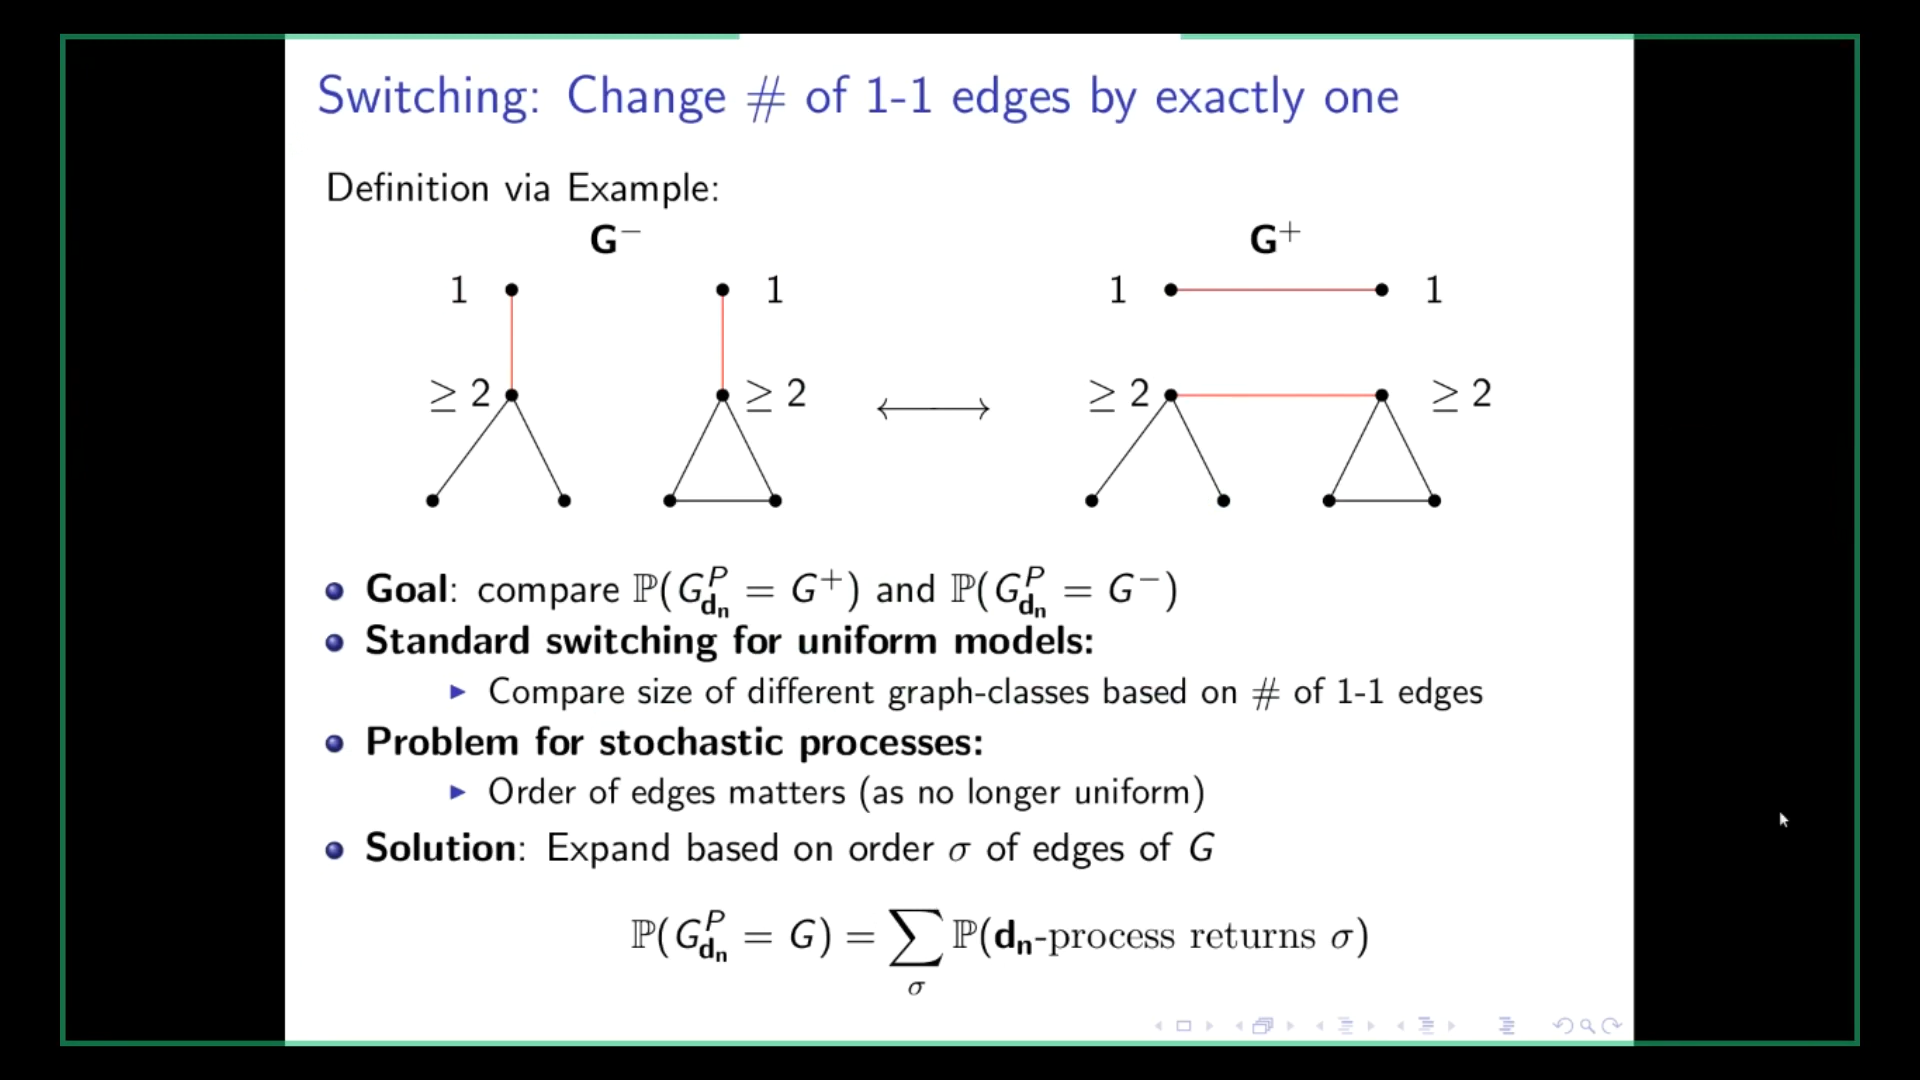 Switching: Change # of 1-1 edges by exactly one
Definition via Example:
G⁻ G⁺
1 1 1 1
≥ 2 ≥ 2 ⟷ ≥ 2 ≥ 2
Goal: compare ℙ(G^P_{d_n} = G⁺) and ℙ(G^P_{d_n} = G⁻)
Standard switching for uniform models:
Compare size of different graph-classes based on # of 1-1 edges
Problem for stochastic processes:
Order of edges matters (as no longer uniform)
Solution: Expand based on order σ of edges of G
ℙ(G^P_{d_n} = G) = ∑_σ ℙ(d_n-process returns σ)